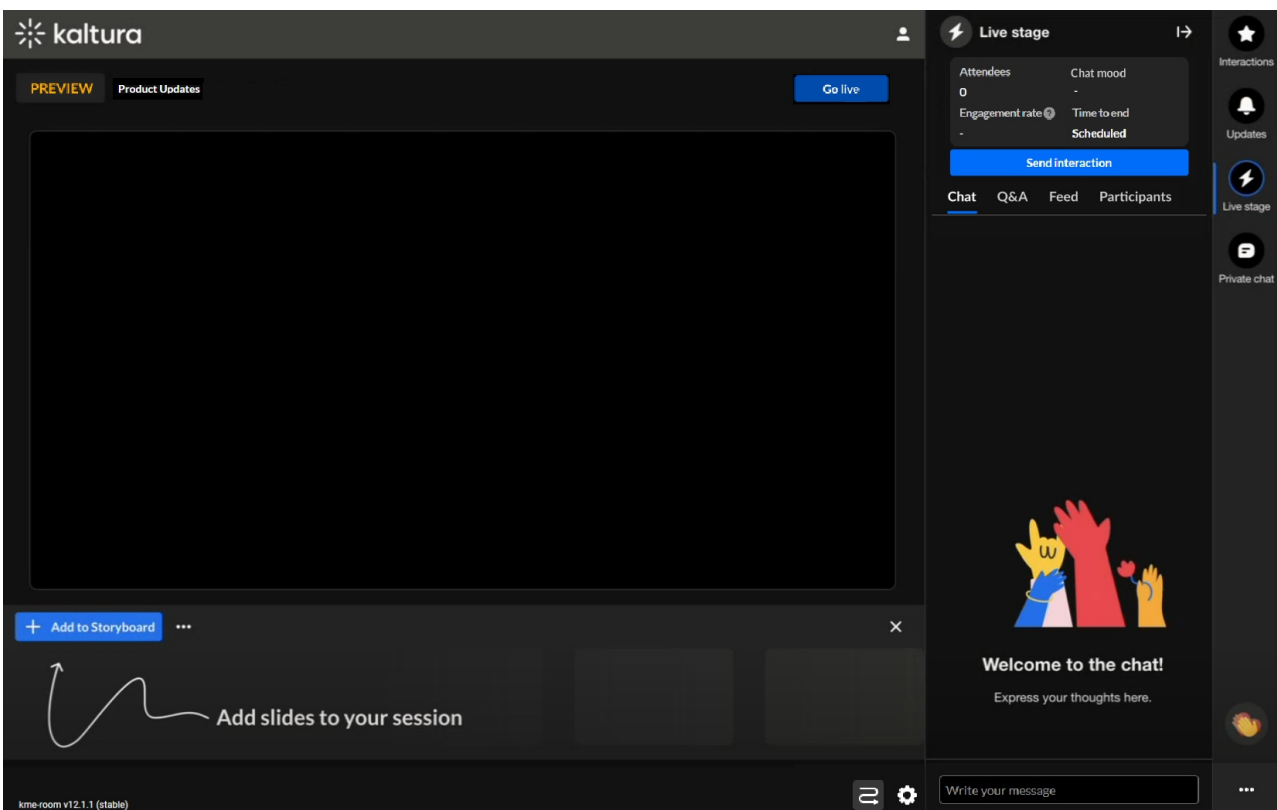 kaltura
PREVIEW Product Updates Go live
Add to Storyboard
Add slides to your session
kme-room v12.1.1 (stable)
Live stage
Attendees Chat mood
0 -
Engagement rate ? Time to end
- Scheduled
Send interaction
Chat Q&A Feed Participants
Welcome to the chat!
Express your thoughts here.
Write your message
Interactions
Updates
Live stage
Private chat